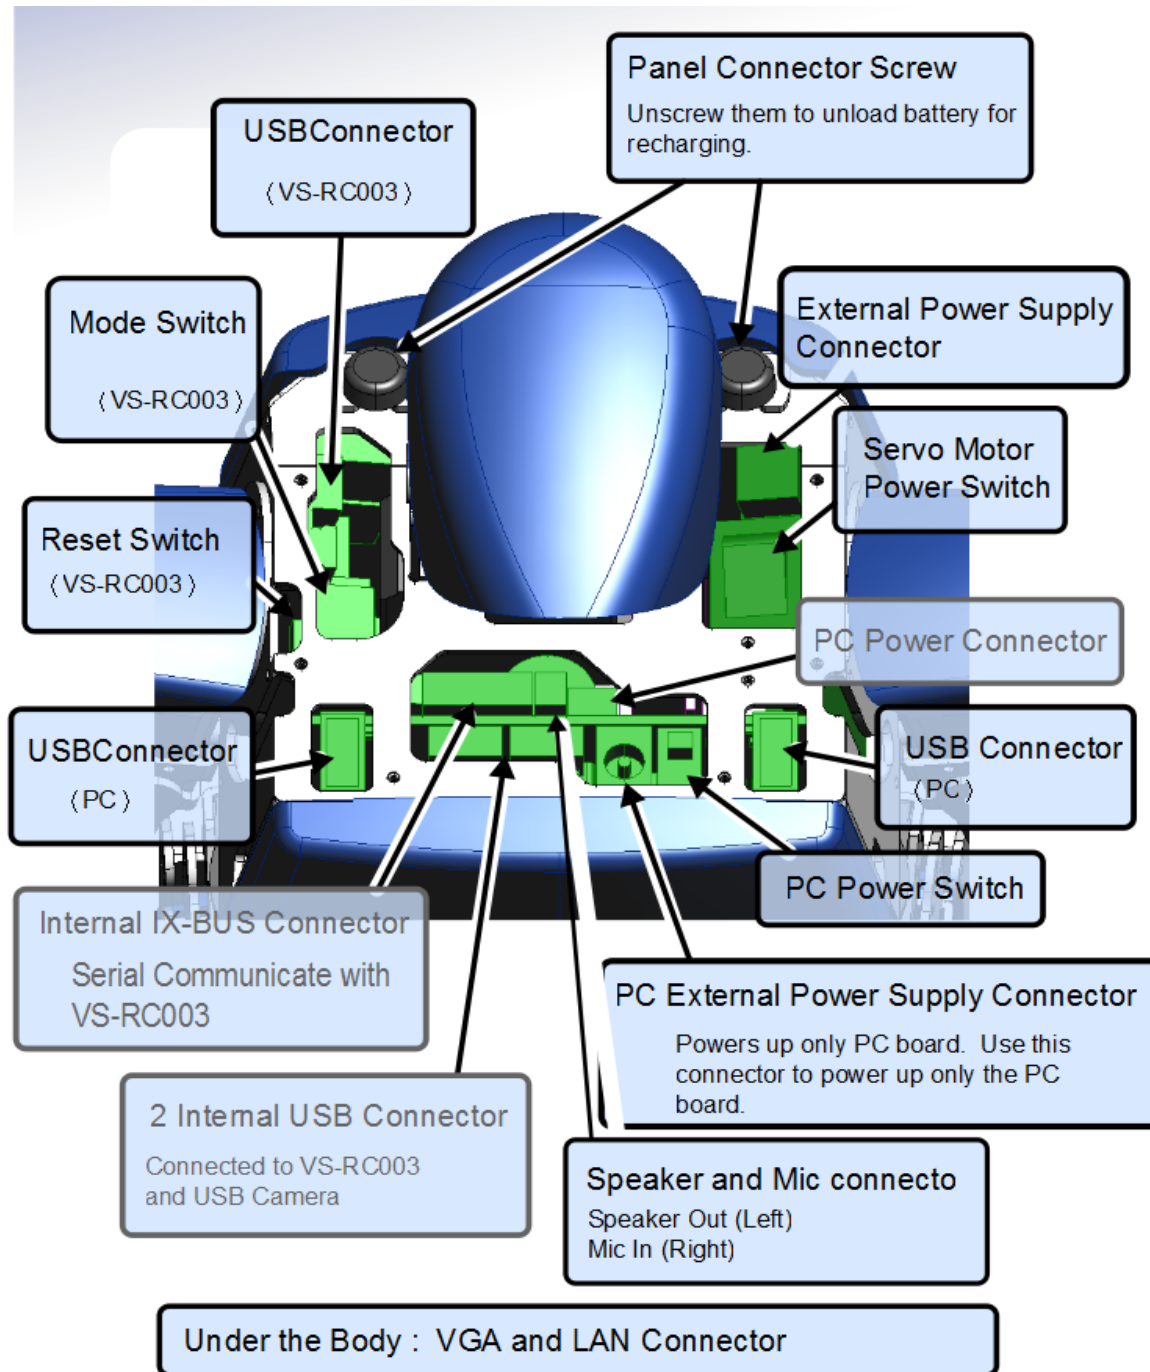 Panel Connector Screw
Unscrew them to unload battery for
recharging.
USBConnector
(VS-RC003)
Mode Switch
(VS-RC003)
External Power Supply
Connector
Servo Motor
Power Switch
Reset Switch
(VS-RC003)
PC Power Connector
USBConnector
(PC)
USB Connector
(PC)
PC Power Switch
Internal IX-BUS Connector
Serial Communicate with
VS-RC003
PC External Power Supply Connector
Powers up only PC board.  Use this
connector to power up only the PC
board.
2 Internal USB Connector
Connected to VS-RC003
and USB Camera
Speaker and Mic connecto
Speaker Out (Left)
Mic In (Right)
Under the Body :  VGA and LAN Connector